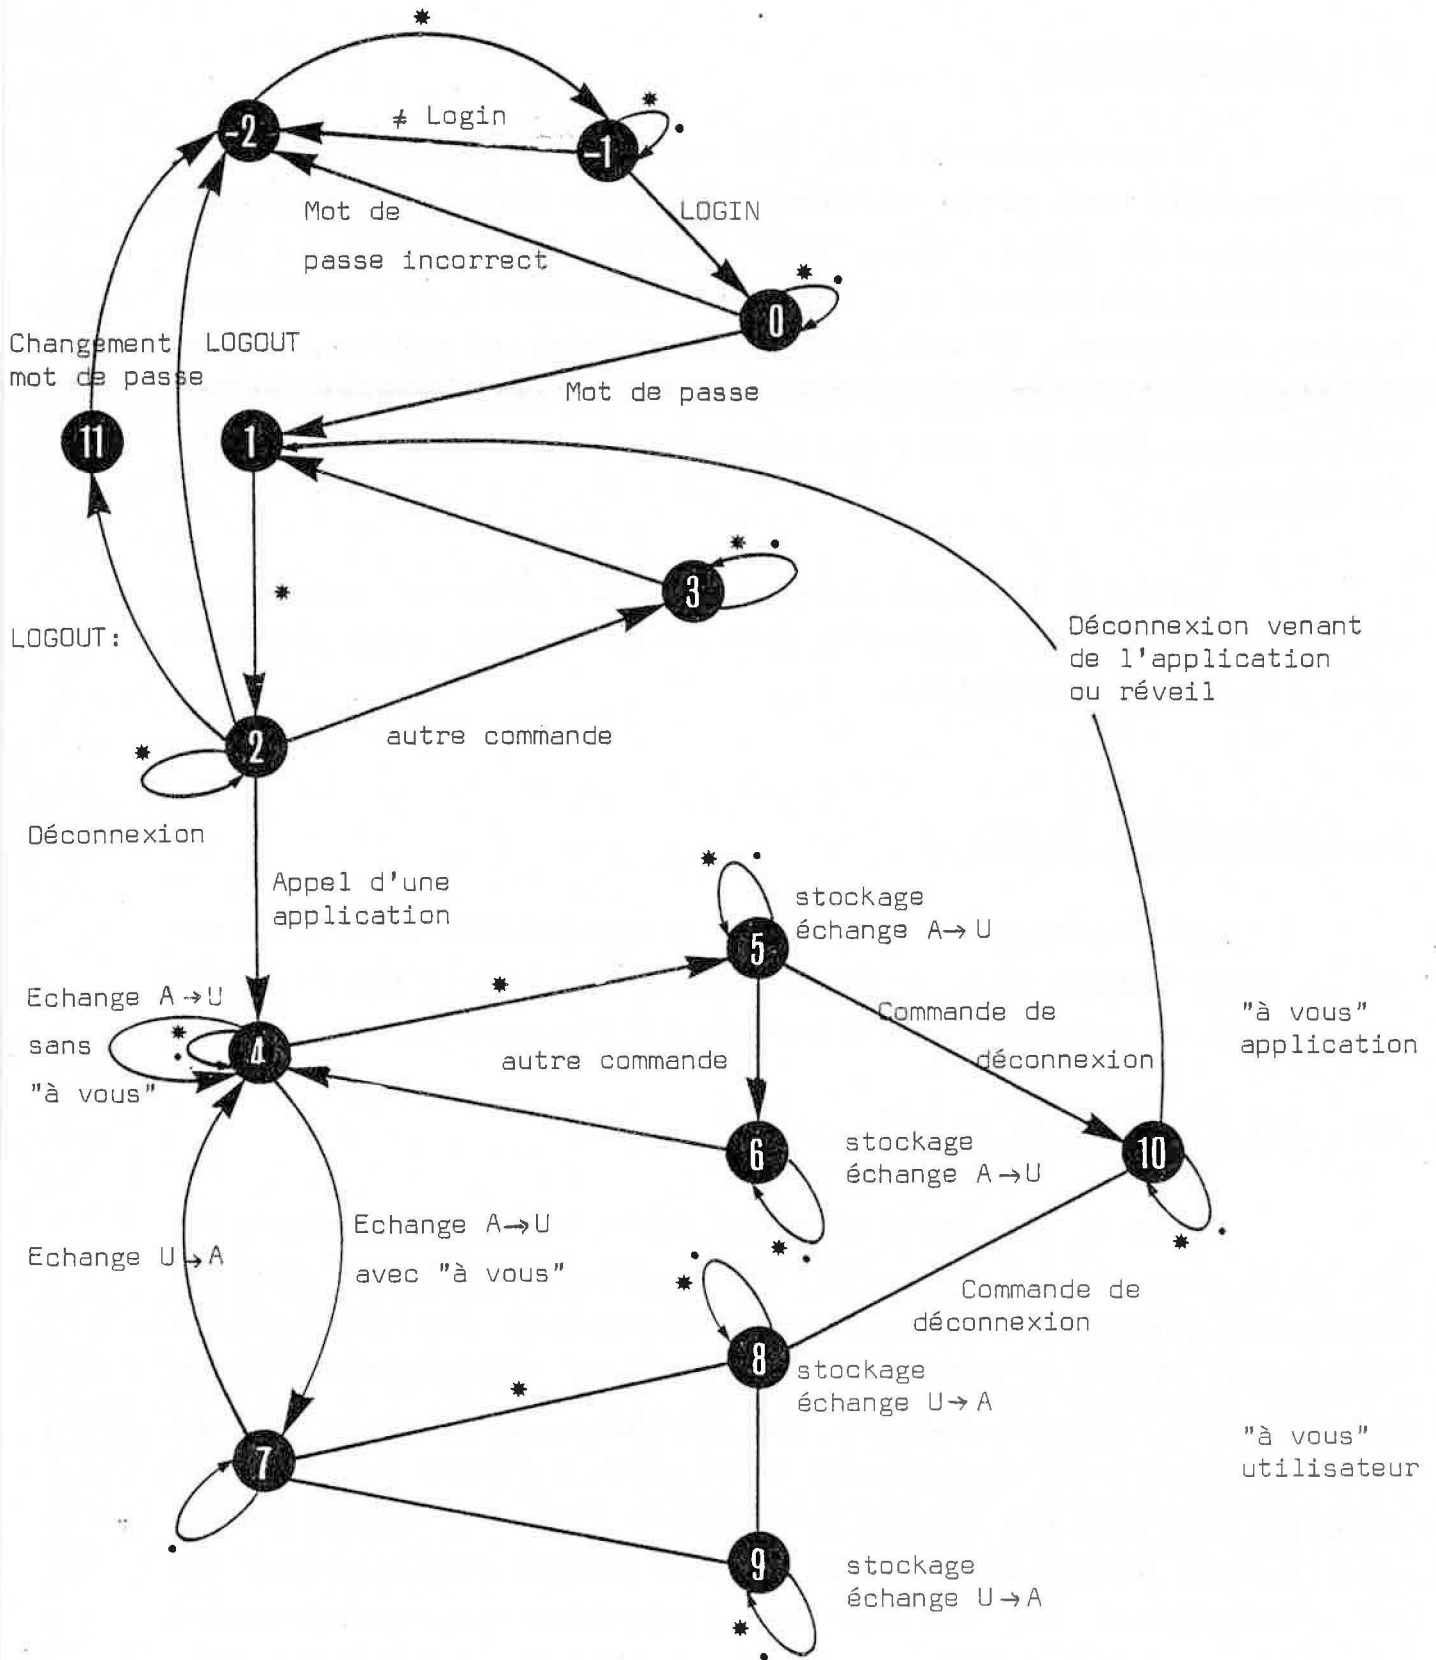 *
-2
≠ Login
-1
*
.
Mot de
passe incorrect
LOGIN
*
.
0
Changement
mot de passe
LOGOUT
Mot de passe
11
1
*
*
.
3
LOGOUT:
Déconnexion venant
de l'application
ou réveil
2
*
autre commande
Déconnexion
Appel d'une
application
*
.
5
stockage
échange A→U
Echange A→U
sans
"à vous"
*
.
4
*
Commande de
déconnexion
"à vous"
application
autre commande
6
stockage
échange A→U
*
.
10
*
.
Echange U→A
Echange A→U
avec "à vous"
.
*
Commande de
déconnexion
8
stockage
échange U→A
*
7
.
"à vous"
utilisateur
9
stockage
échange U→A
*
.